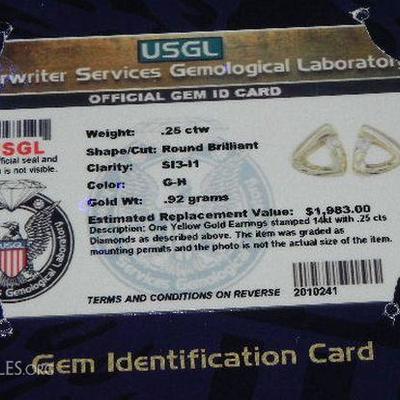 USGL
rwriter Services Gemological Laboratory
OFFICIAL GEM ID CARD
SGL
ficial seal and
is not visible.
Weight: .25 ctw
Shape/Cut: Round Brilliant
Clarity: SI3-I1
Color: G-H
Gold Wt: .92 grams
Estimated Replacement Value: $1,983.00
Description: One Yellow Gold Earrings stamped 14kt with .25 cts
Diamonds as described above. The item was graded as
mounting permits and the photo is not the actual size of the item.
USGL
Gemological Laboratory
TERMS AND CONDITIONS ON REVERSE
2010241
Gem Identification Card
LES.ORG